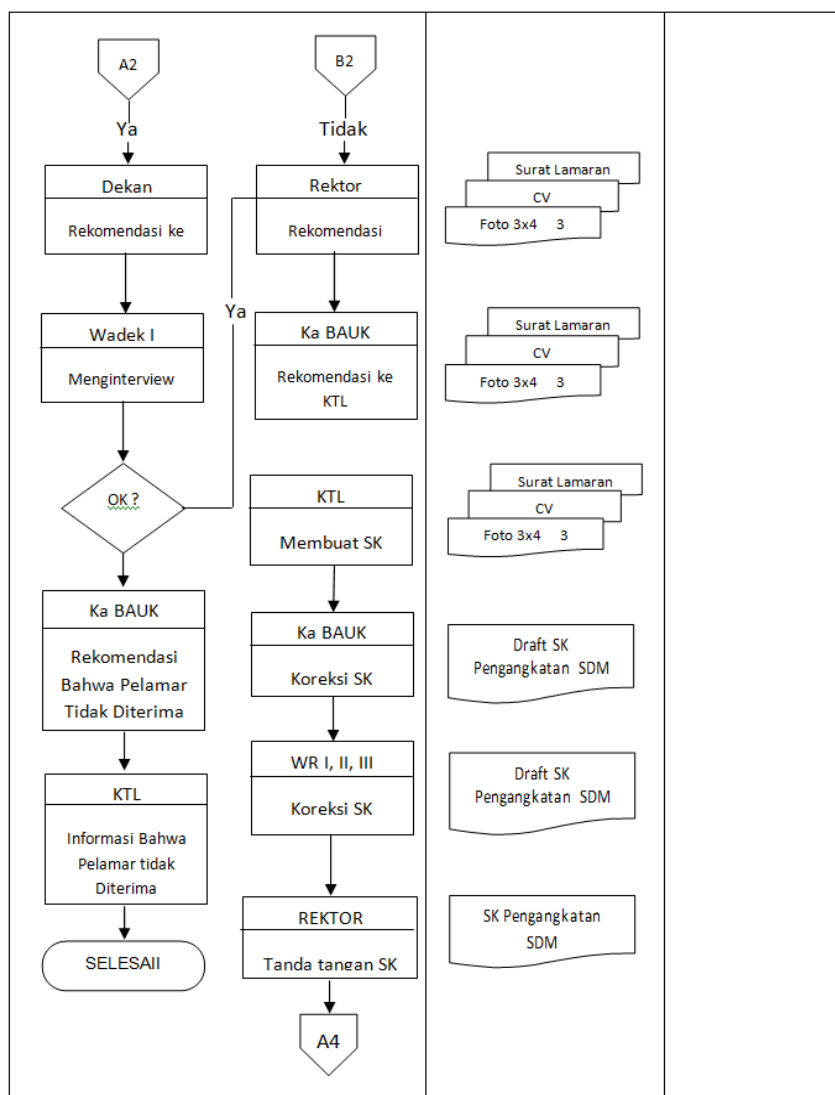 A2
B2
Ya
Tidak
Dekan
Rekomendasi ke
Rektor
Rekomendasi
Surat Lamaran
CV
Foto 3x4 3
Ya
Wadek I
Menginterview
Ka BAUK
Rekomendasi ke
KTL
Surat Lamaran
CV
Foto 3x4 3
OK ?
KTL
Membuat SK
Surat Lamaran
CV
Foto 3x4 3
Ka BAUK
Rekomendasi
Bahwa Pelamar
Tidak Diterima
Ka BAUK
Koreksi SK
Draft SK
Pengangkatan SDM
KTL
Informasi Bahwa
Pelamar tidak
Diterima
WR I, II, III
Koreksi SK
Draft SK
Pengangkatan SDM
SELESAII
REKTOR
Tanda tangan SK
SK Pengangkatan
SDM
A4